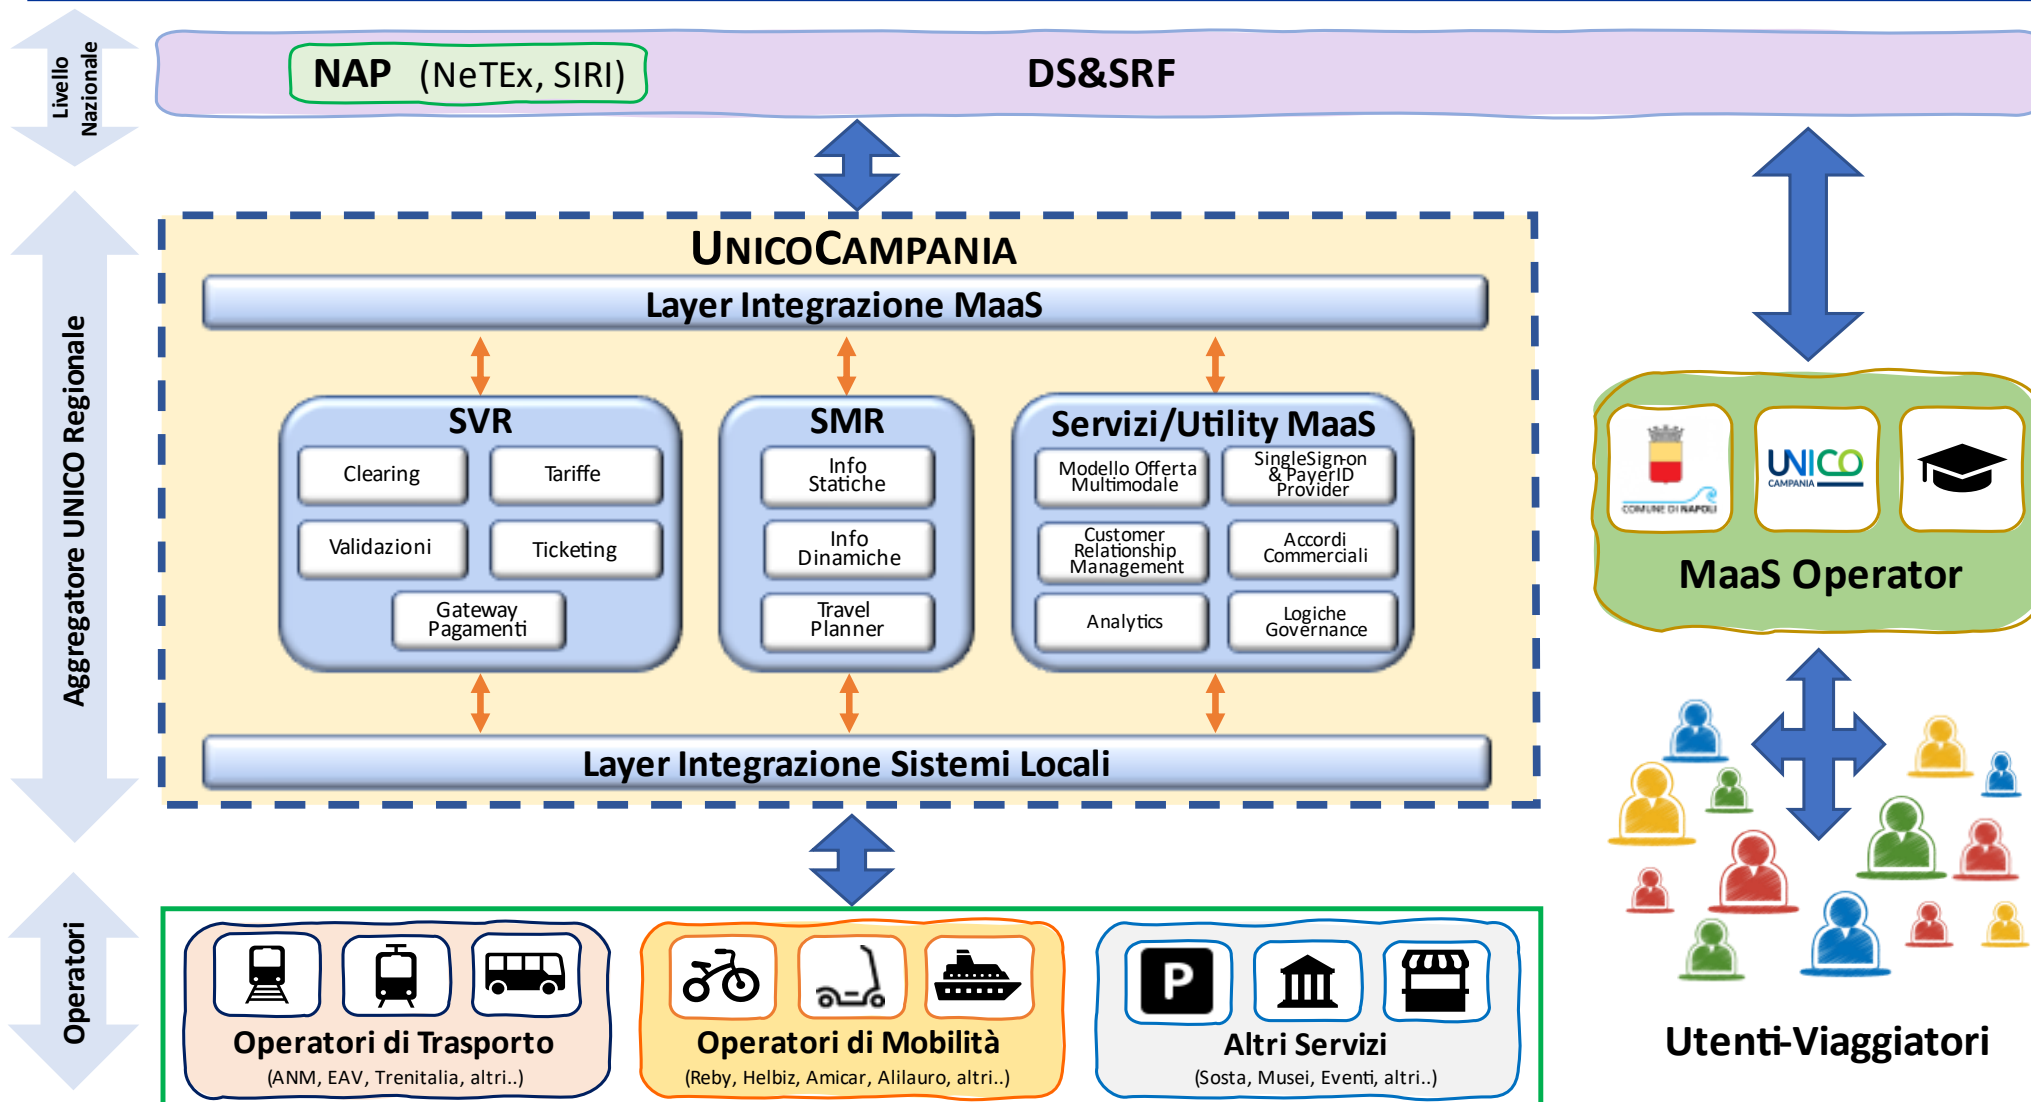 Livello
Nazionale
NAP (NeTEx, SIRI)
DS&SRF
Aggregatore UNICO Regionale
UNICOCAMPANIA
Layer Integrazione MaaS
SVR
Clearing
Tariffe
Validazioni
Ticketing
Gateway
Pagamenti
SMR
Info
Statiche
Info
Dinamiche
Travel
Planner
Servizi/Utility MaaS
Modello Offerta
Multimodale
SingleSign-on
& PayerID
Provider
Customer
Relationship
Management
Accordi
Commerciali
Analytics
Logiche
Governance
Layer Integrazione Sistemi Locali
COMUNE DI NAPOLI
UNICO
CAMPANIA
MaaS Operator
Utenti-Viaggiatori
Operatori
Operatori di Trasporto
(ANM, EAV, Trenitalia, altri..)
Operatori di Mobilità
(Reby, Helbiz, Amicar, Alilauro, altri..)
P
Altri Servizi
(Sosta, Musei, Eventi, altri..)